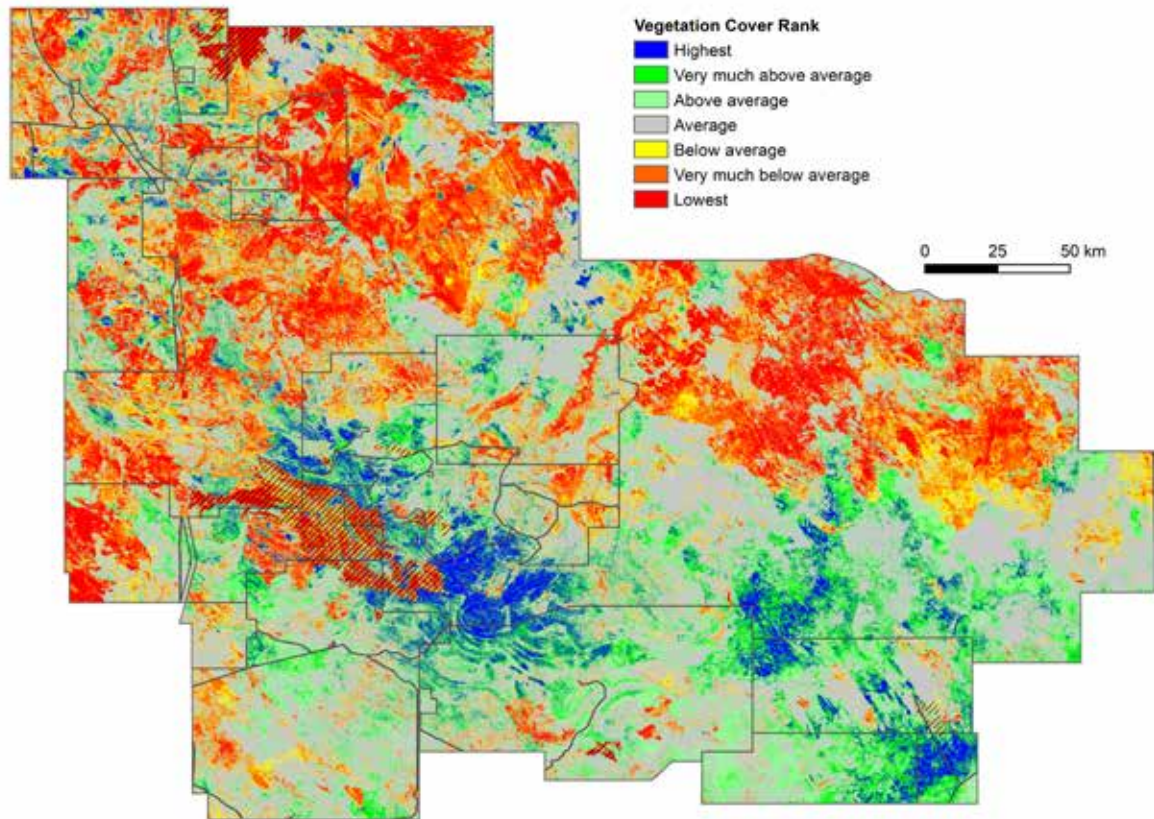 Vegetation Cover Rank
Highest
Very much above average
Above average
Average
Below average
Very much below average
Lowest
0 25 50 km